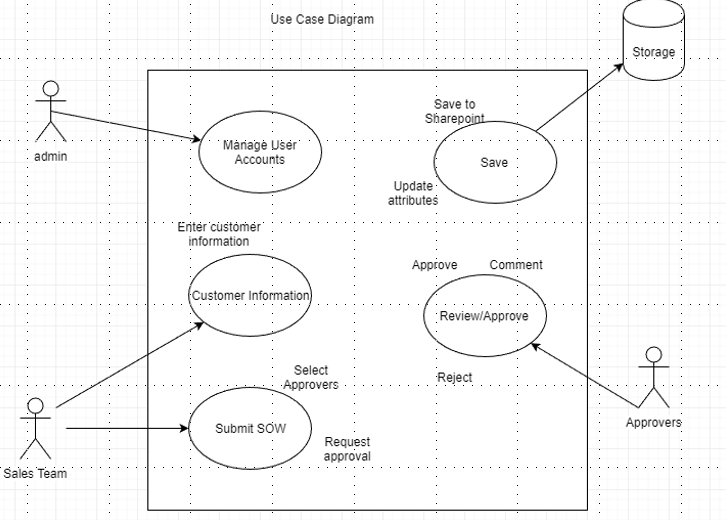 Use Case Diagram
Storage
Save to
Sharepoint
admin
Manage User
Accounts
Save
Update
attributes
Enter customer
information
Approve
Comment
Customer Information
Review/Approve
Select
Approvers
Reject
Submit SOW
Approvers
Request
approval
Sales Team